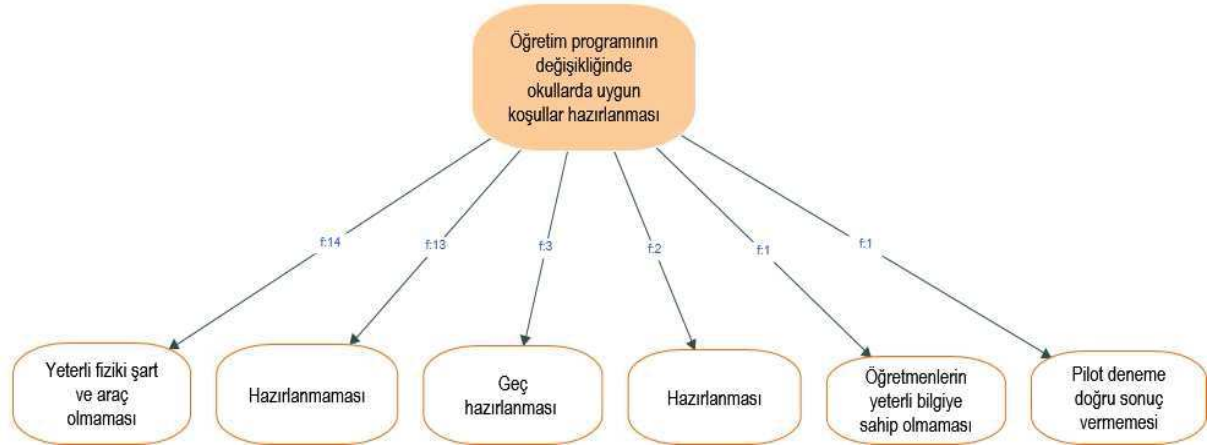 Öğretim programının
değişikliğinde
okullarda uygun
koşullar hazırlanması
f:14
f:13
f:3
f:2
f:1
f:1
Yeterli fiziki şart
ve araç
olmaması
Hazırlanmaması
Geç
hazırlanması
Hazırlanması
Öğretmenlerin
yeterli bilgiye
sahip olmaması
Pilot deneme
doğru sonuç
vermemesi